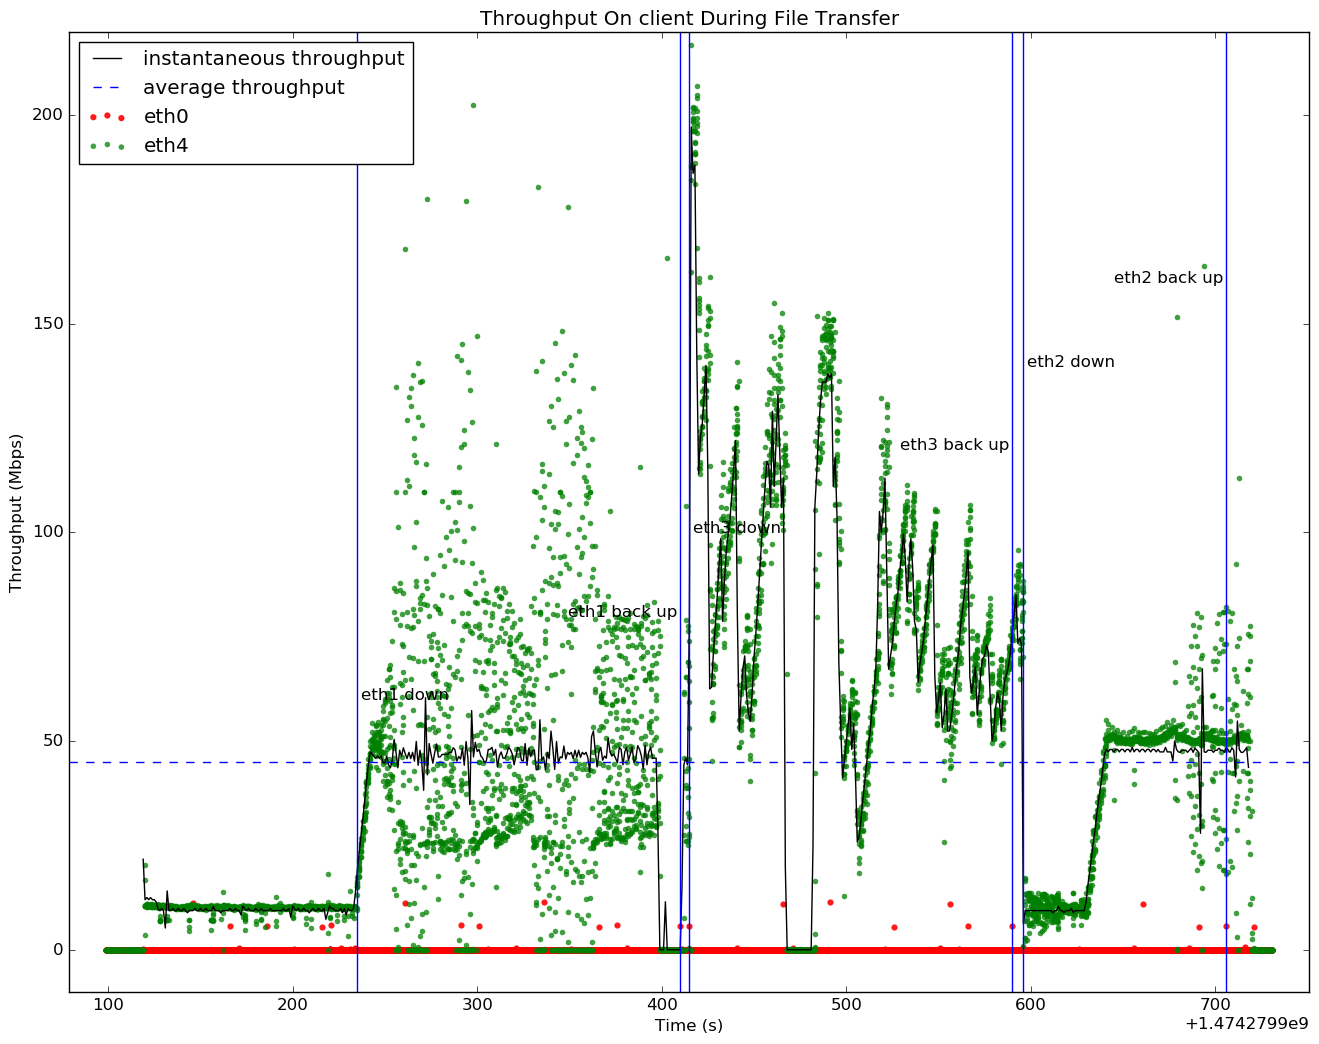 Throughput On client During File Transfer
instantaneous throughput
average throughput
eth0
eth4
Throughput (Mbps)
200
150
100
50
0
eth2 back up
eth2 down
eth3 back up
eth3 down
eth1 back up
eth1 down
100 200 300 400 500 600 700
Time (s)
+1.4742799e9